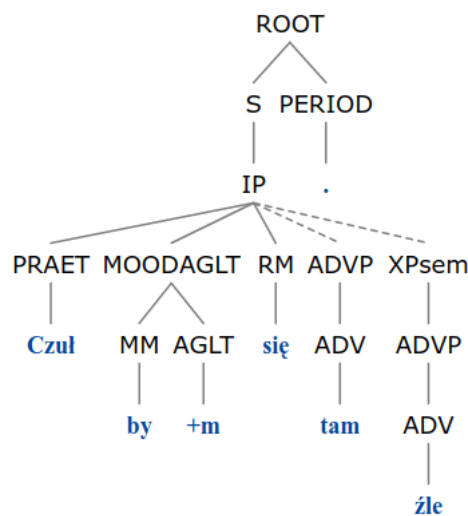 ROOT
S PERIOD
IP .
PRAET MOODAGLT RM ADVP XPsem
Czuł MM AGLT się ADV ADVP
by +m tam ADV
źle